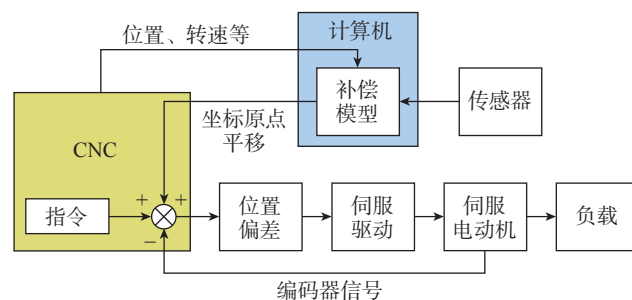 计算机
位置、转速等
补偿
模型
传感器
坐标原点
平移
CNC
指令
+
+
−
位置
偏差
伺服
驱动
伺服
电动机
负载
编码器信号